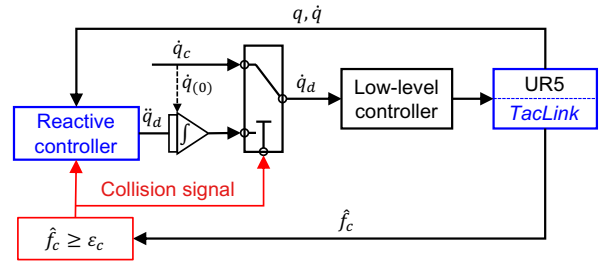 q, q̇
q̇_c
q̇_(0)
q̇_d
Low-level
controller
UR5
TacLink
Reactive
controller
q̈_d
∫
Collision signal
f̂_c
f̂_c ≥ ε_c